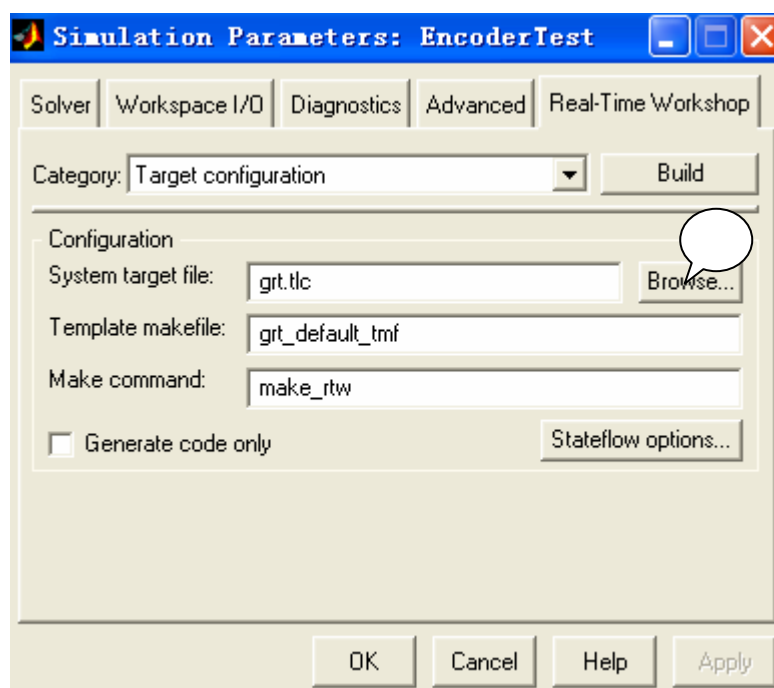 Simulation Parameters: EncoderTest
Solver Workspace I/O Diagnostics Advanced Real-Time Workshop
Category: Target configuration Build
Configuration
System target file: grt.tlc Browse...
Template makefile: grt_default_tmf
Make command: make_rtw
Generate code only Stateflow options...
OK Cancel Help Apply